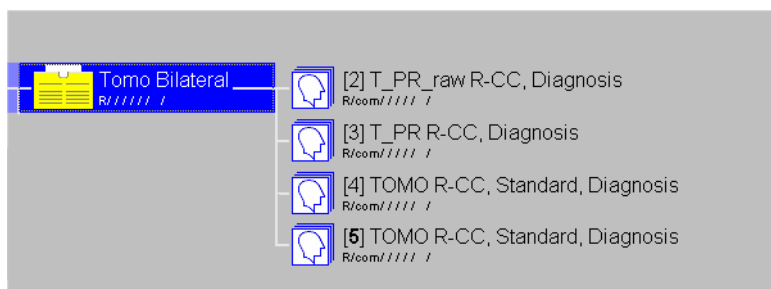 Tomo Bilateral
R////// /
[2] T_PR_raw R-CC, Diagnosis
R/com///// /
[3] T_PR R-CC, Diagnosis
R/com///// /
[4] TOMO R-CC, Standard, Diagnosis
R/com///// /
[5] TOMO R-CC, Standard, Diagnosis
R/com///// /